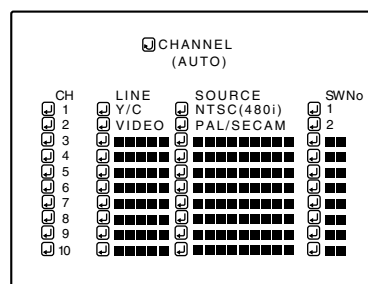 CHANNEL
(AUTO)
CH LINE SOURCE SWNo
1 Y/C NTSC(480i) 1
2 VIDEO PAL/SECAM 2
3
4
5
6
7
8
9
10